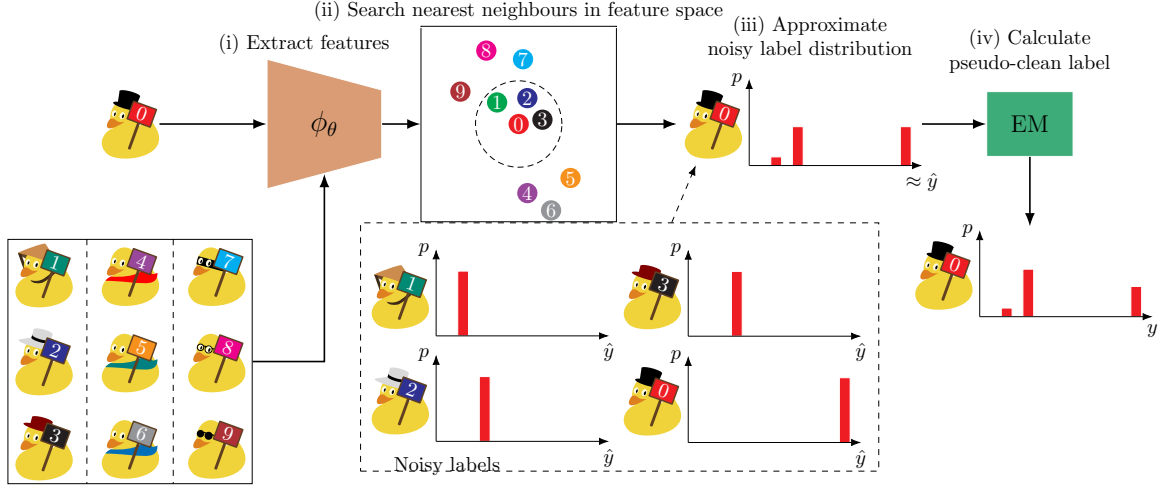 (ii) Search nearest neighbours in feature space
(i) Extract features
(iii) Approximate
noisy label distribution
(iv) Calculate
pseudo-clean label
0
ϕθ
8
7
9
1
2
0
3
5
4
6
p
0
≈ ŷ
EM
1
4
7
2
5
8
3
6
9
p
1
ŷ
p
3
ŷ
p
2
ŷ
p
0
ŷ
Noisy labels
p
0
y